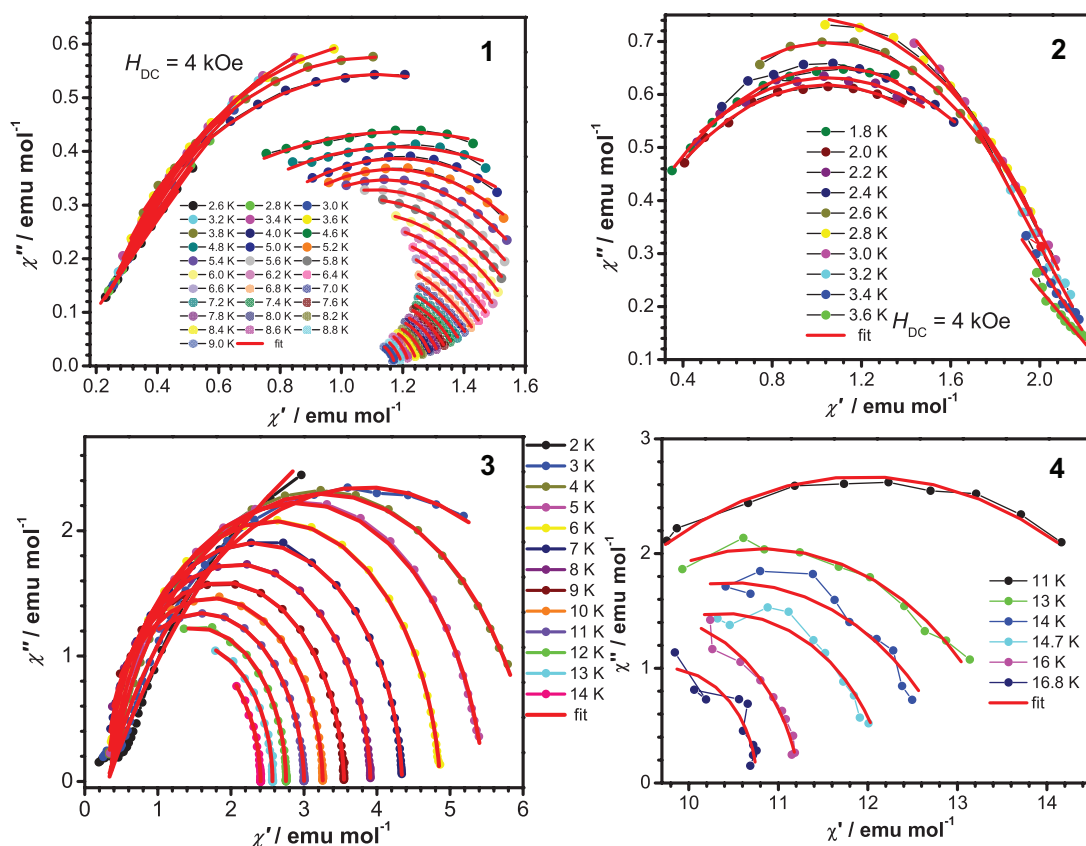 1
H_DC = 4 kOe
χ'' / emu mol⁻¹
0.6
0.5
0.4
0.3
0.2
0.1
0.0
2.6 K 2.8 K 3.0 K
3.2 K 3.4 K 3.6 K
3.8 K 4.0 K 4.6 K
4.8 K 5.0 K 5.2 K
5.4 K 5.6 K 5.8 K
6.0 K 6.2 K 6.4 K
6.6 K 6.8 K 7.0 K
7.2 K 7.4 K 7.6 K
7.8 K 8.0 K 8.2 K
8.4 K 8.6 K 8.8 K
9.0 K fit
0.2 0.4 0.6 0.8 1.0 1.2 1.4 1.6
χ' / emu mol⁻¹
2
χ'' / emu mol⁻¹
0.7
0.6
0.5
0.4
0.3
0.2
0.1
1.8 K
2.0 K
2.2 K
2.4 K
2.6 K
2.8 K
3.0 K
3.2 K
3.4 K
3.6 K
fit
H_DC = 4 kOe
0.4 0.8 1.2 1.6 2.0
χ' / emu mol⁻¹
3
χ'' / emu mol⁻¹
2
1
0
2 K
3 K
4 K
5 K
6 K
7 K
8 K
9 K
10 K
11 K
12 K
13 K
14 K
fit
0 1 2 3 4 5 6
χ' / emu mol⁻¹
4
χ'' / emu mol⁻¹
3
2
1
0
11 K
13 K
14 K
14.7 K
16 K
16.8 K
fit
10 11 12 13 14
χ' / emu mol⁻¹